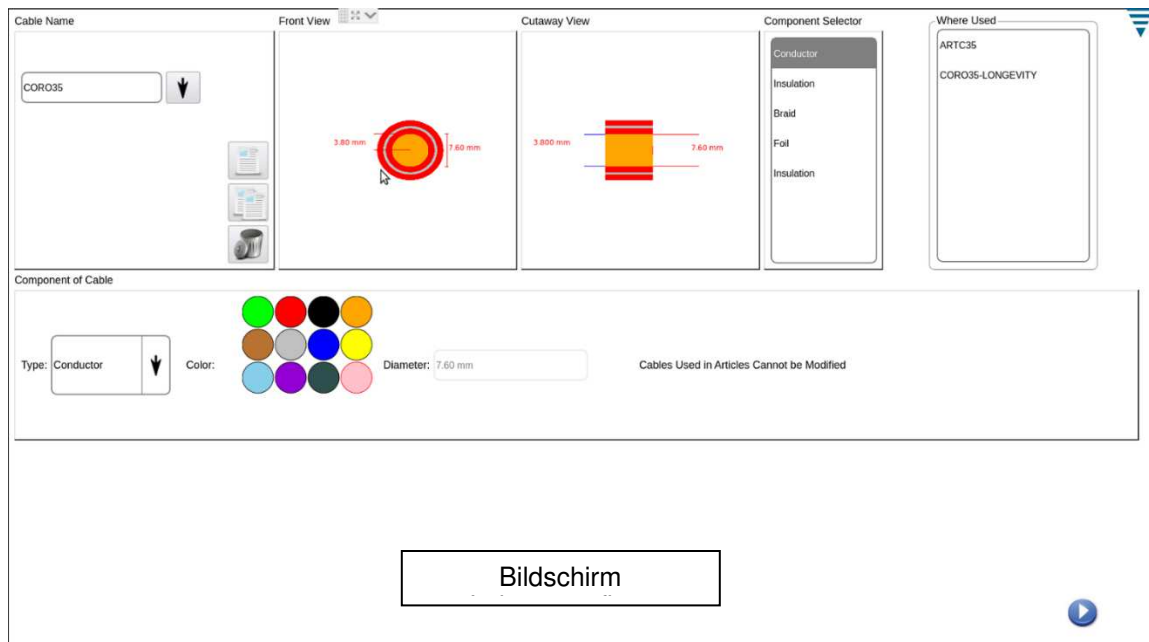 Cable Name
Front View
Cutaway View
Component Selector
Where Used
CORO35
3.80 mm
7.60 mm
3.800 mm
7.60 mm
Conductor
Insulation
Braid
Foil
Insulation
ARTC35
CORO35-LONGEVITY
Component of Cable
Type: Conductor
Color:
Diameter: 7.60 mm
Cables Used in Articles Cannot be Modified
Bildschirm